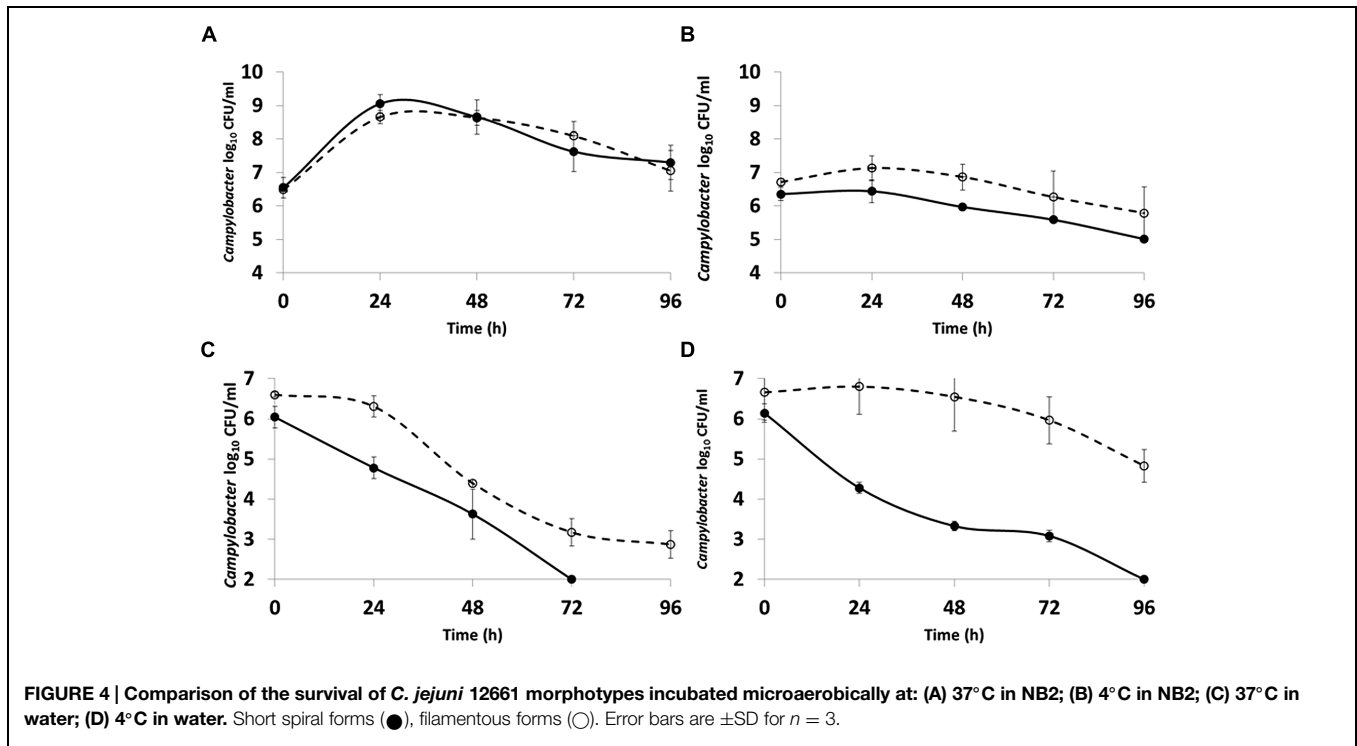 A
Campylobacter log10 CFU/ml
10
9
8
7
6
5
4
0 24 48 72 96
Time (h)
B
Campylobacter log10 CFU/ml
10
9
8
7
6
5
4
0 24 48 72 96
Time (h)
C
Campylobacter log10 CFU/ml
7
6
5
4
3
2
0 24 48 72 96
Time (h)
D
Campylobacter log10 CFU/ml
7
6
5
4
3
2
0 24 48 72 96
Time (h)
FIGURE 4 | Comparison of the survival of C. jejuni 12661 morphotypes incubated microaerobically at: (A) 37°C in NB2; (B) 4°C in NB2; (C) 37°C in
water; (D) 4°C in water. Short spiral forms (●), filamentous forms (○). Error bars are ±SD for n = 3.